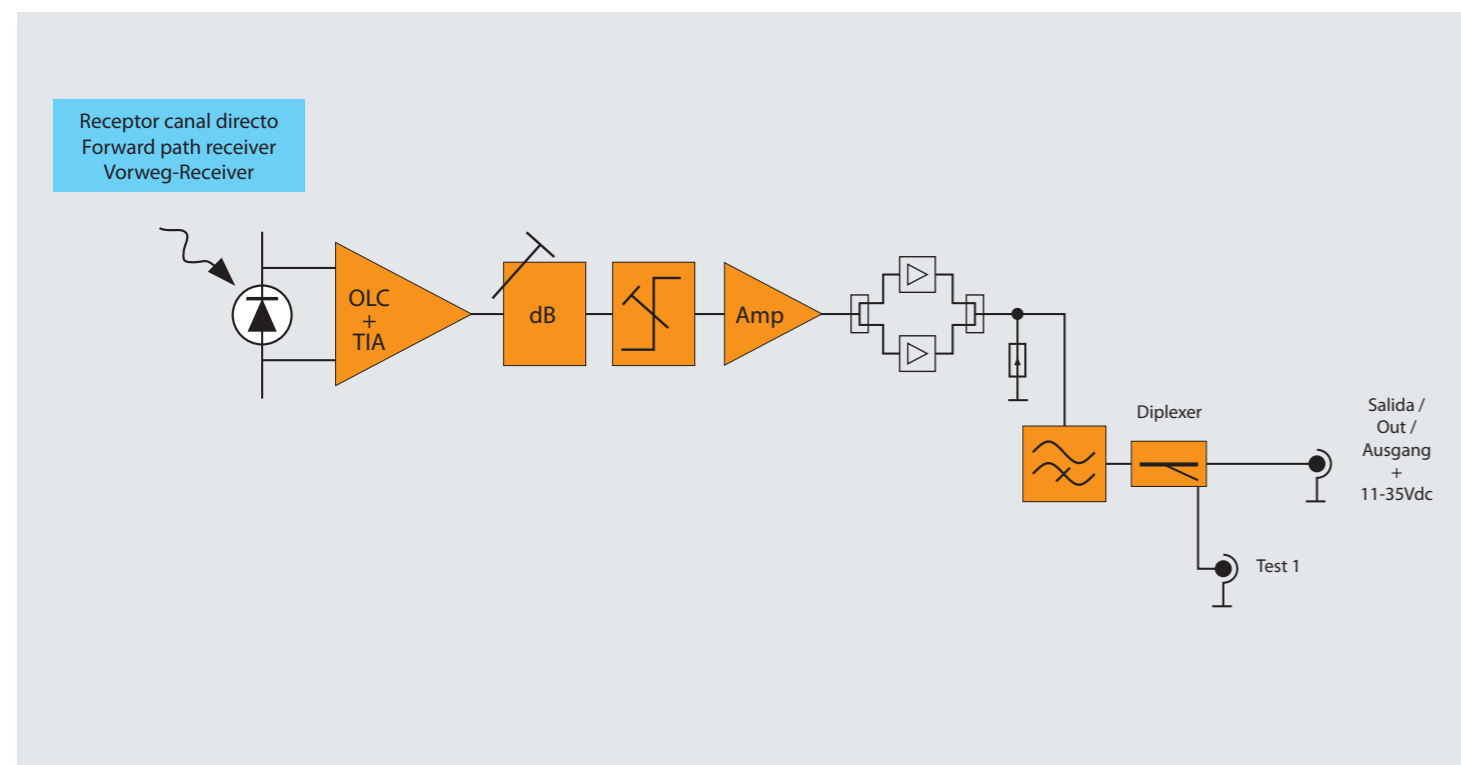 Receptor canal directo
Forward path receiver
Vorweg-Receiver
OLC
+
TIA
dB
Amp
Diplexer
Salida /
Out /
Ausgang
+
11-35Vdc
Test 1